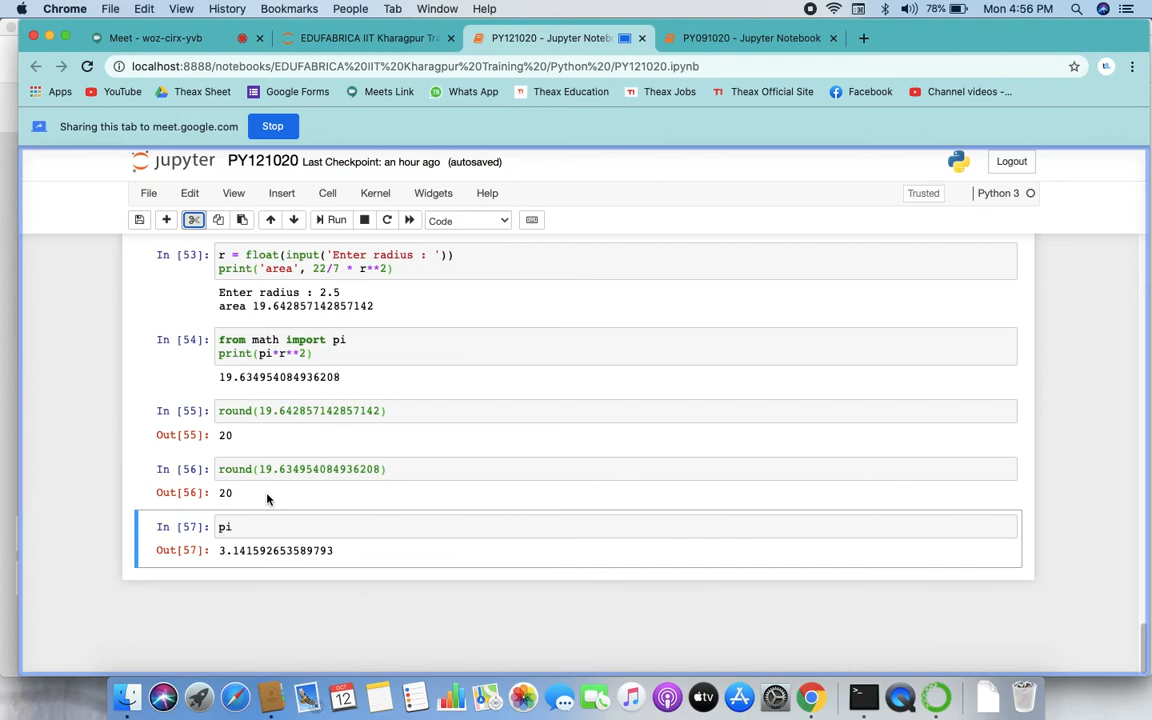 Chrome File Edit View History Bookmarks People Tab Window Help 78% Mon 4:56 PM
Meet - woz-cirx-yvb
EDUFABRICA IIT Kharagpur Tra
PY121020 - Jupyter Notebo
PY091020 - Jupyter Notebook
localhost:8888/notebooks/EDUFABRICA%20IIT%20Kharagpur%20Training%20/Python%20/PY121020.ipynb
Apps YouTube Theax Sheet Google Forms Meets Link Whats App Theax Education Theax Jobs Theax Official Site Facebook Channel videos -...
Sharing this tab to meet.google.com Stop
jupyter PY121020 Last Checkpoint: an hour ago (autosaved) Logout
File Edit View Insert Cell Kernel Widgets Help Trusted Python 3
Run Code
In [53]: r = float(input('Enter radius : '))
print('area', 22/7 * r**2)
Enter radius : 2.5
area 19.642857142857142
In [54]: from math import pi
print(pi*r**2)
19.634954084936208
In [55]: round(19.642857142857142)
Out[55]: 20
In [56]: round(19.634954084936208)
Out[56]: 20
In [57]: pi
Out[57]: 3.141592653589793
OCT
12
tv